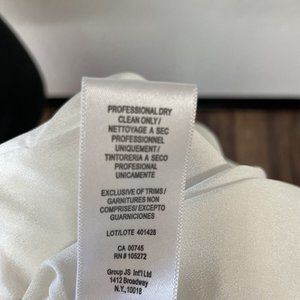 PROFESSIONAL DRY
CLEAN ONLY /
NETTOYAGE A SEC
PROFESSIONNEL
UNIQUEMENT /
TINTORERIA A SECO
PROFESIONAL
UNICAMENTE
EXCLUSIVE OF TRIMS /
GARNITURES NON
COMPRISES/ EXCEPTO
GUARNICIONES
LOT/LOTE 401428
CA 00745
RN # 105272
Group JS Int'l Ltd
1412 Broadway
N.Y., 10018